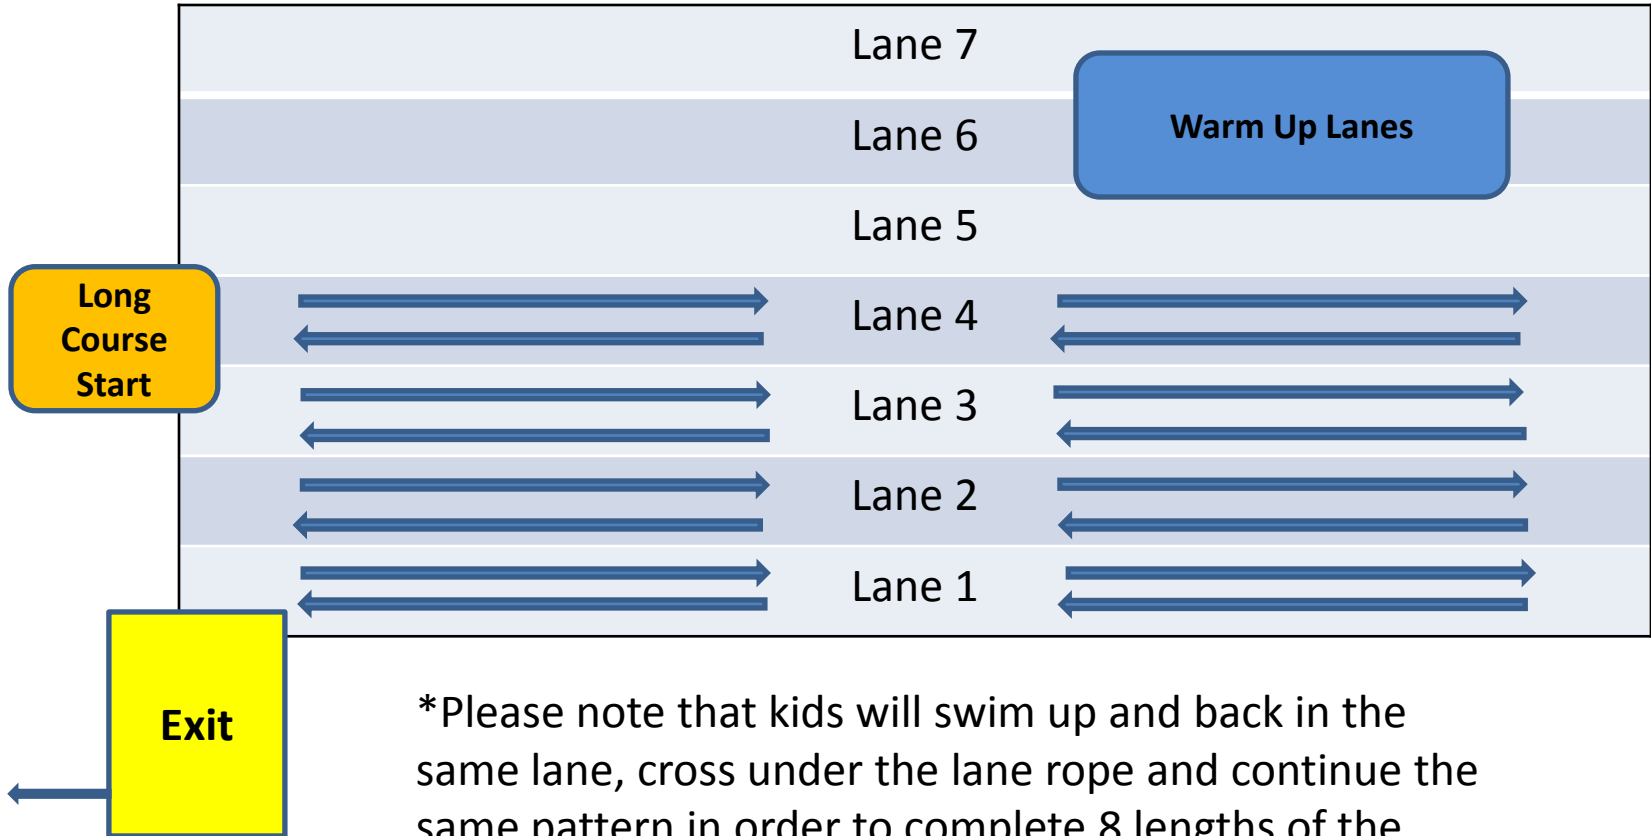 Lane 7
Warm Up Lanes
Lane 6
Lane 5
Long
Course
Start
Lane 4
Lane 3
Lane 2
Lane 1
Exit
*Please note that kids will swim up and back in the
same lane, cross under the lane rope and continue the
same pattern in order to complete 8 lengths of the